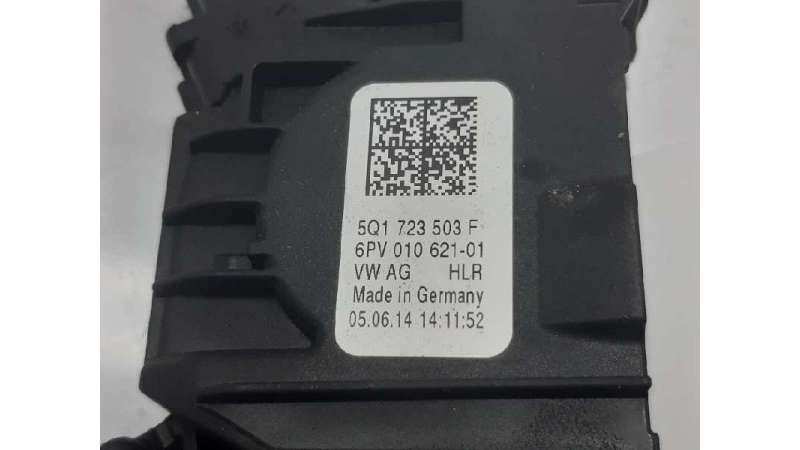 5Q1 723 503 F
6PV 010 621-01
VW AG HLR
Made in Germany
05.06.14 14:11:52